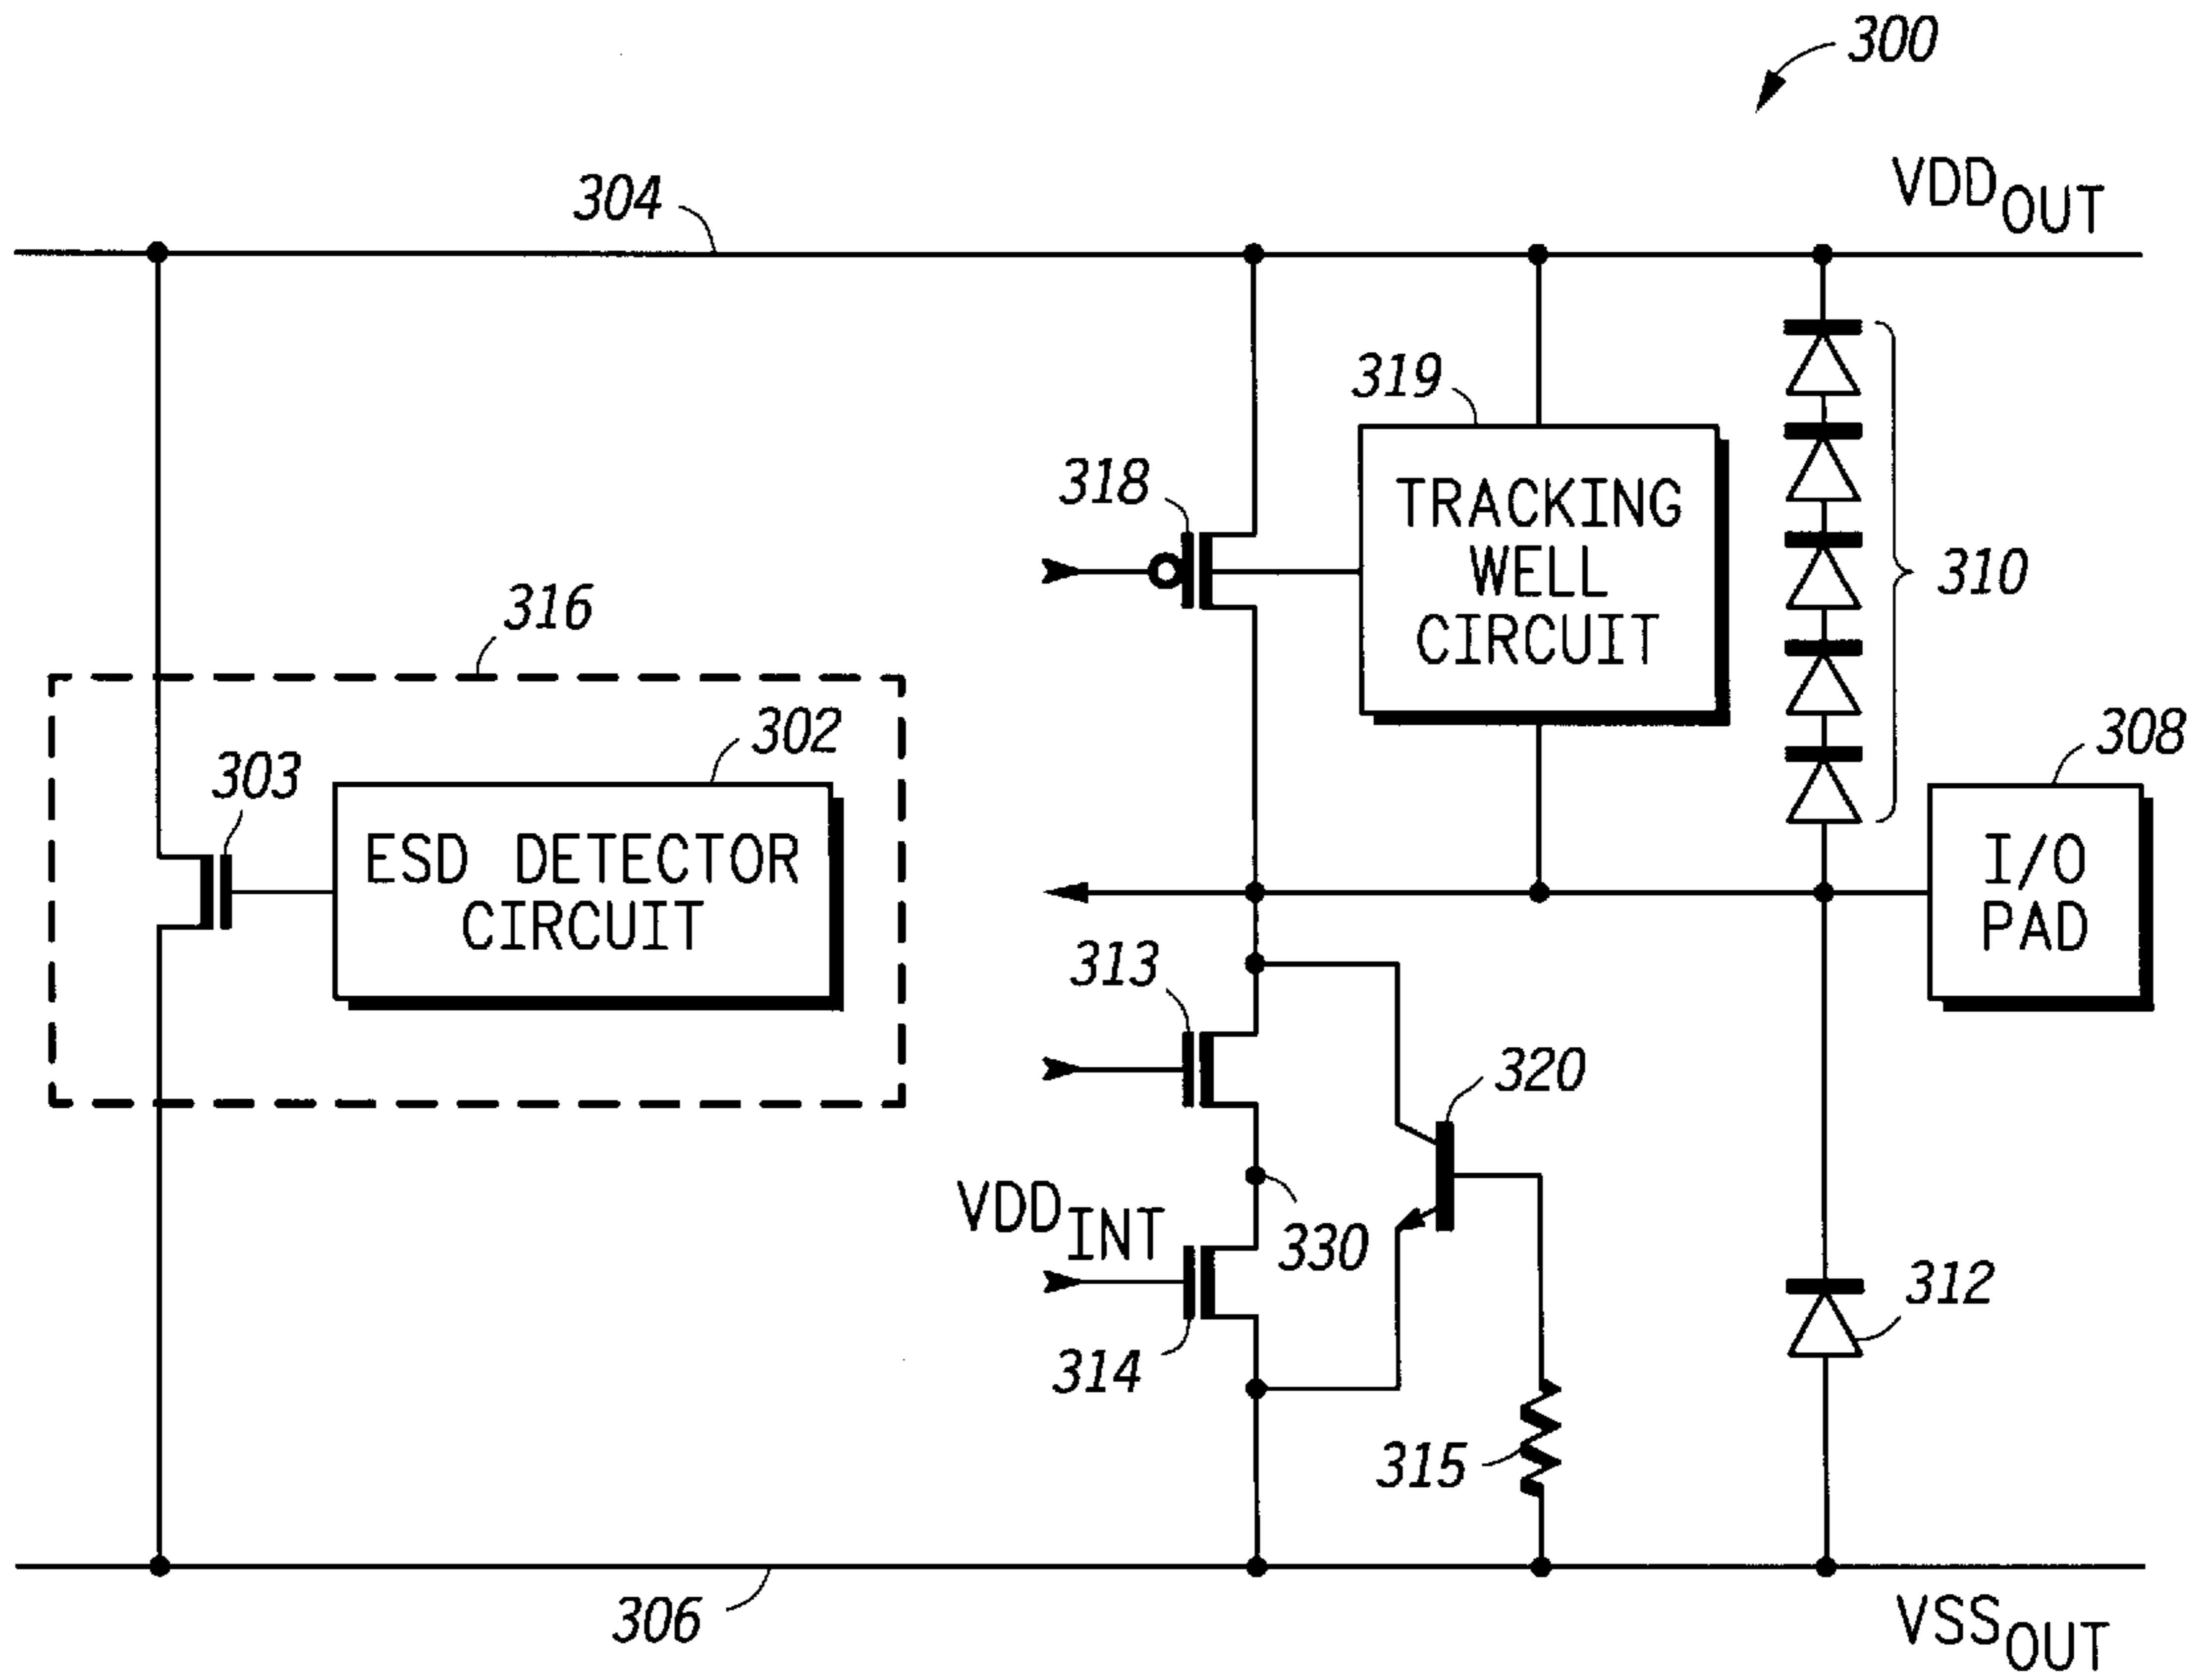 300
VDDOUT
304
319
318
TRACKING
WELL
CIRCUIT
310
316
302
308
303
ESD DETECTOR
CIRCUIT
I/O
PAD
313
320
VDDINT
330
312
314
315
306
VSSOUT